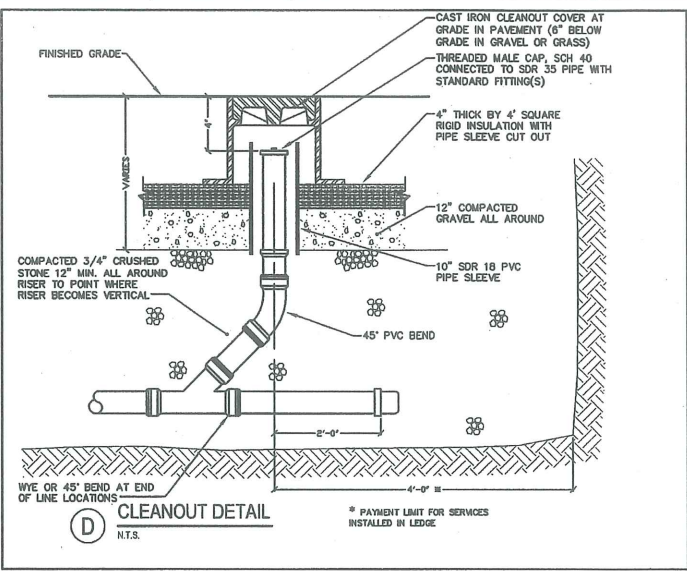 CAST IRON CLEANOUT COVER AT
GRADE IN PAVEMENT (6" BELOW
GRADE IN GRAVEL OR GRASS)
FINISHED GRADE
THREADED MALE CAP, SCH 40
CONNECTED TO SDR 35 PIPE WITH
STANDARD FITTING(S)
4"
4" THICK BY 4' SQUARE
RIGID INSULATION WITH
PIPE SLEEVE CUT OUT
VARIES
12" COMPACTED
GRAVEL ALL AROUND
COMPACTED 3/4" CRUSHED
STONE 12" MIN. ALL AROUND
RISER TO POINT WHERE
RISER BECOMES VERTICAL
10" SDR 18 PVC
PIPE SLEEVE
45° PVC BEND
2'-0"
4'-0" *
WYE OR 45° BEND AT END
OF LINE LOCATIONS
D CLEANOUT DETAIL
N.T.S.
* PAYMENT LIMIT FOR SERVICES
INSTALLED IN LEDGE